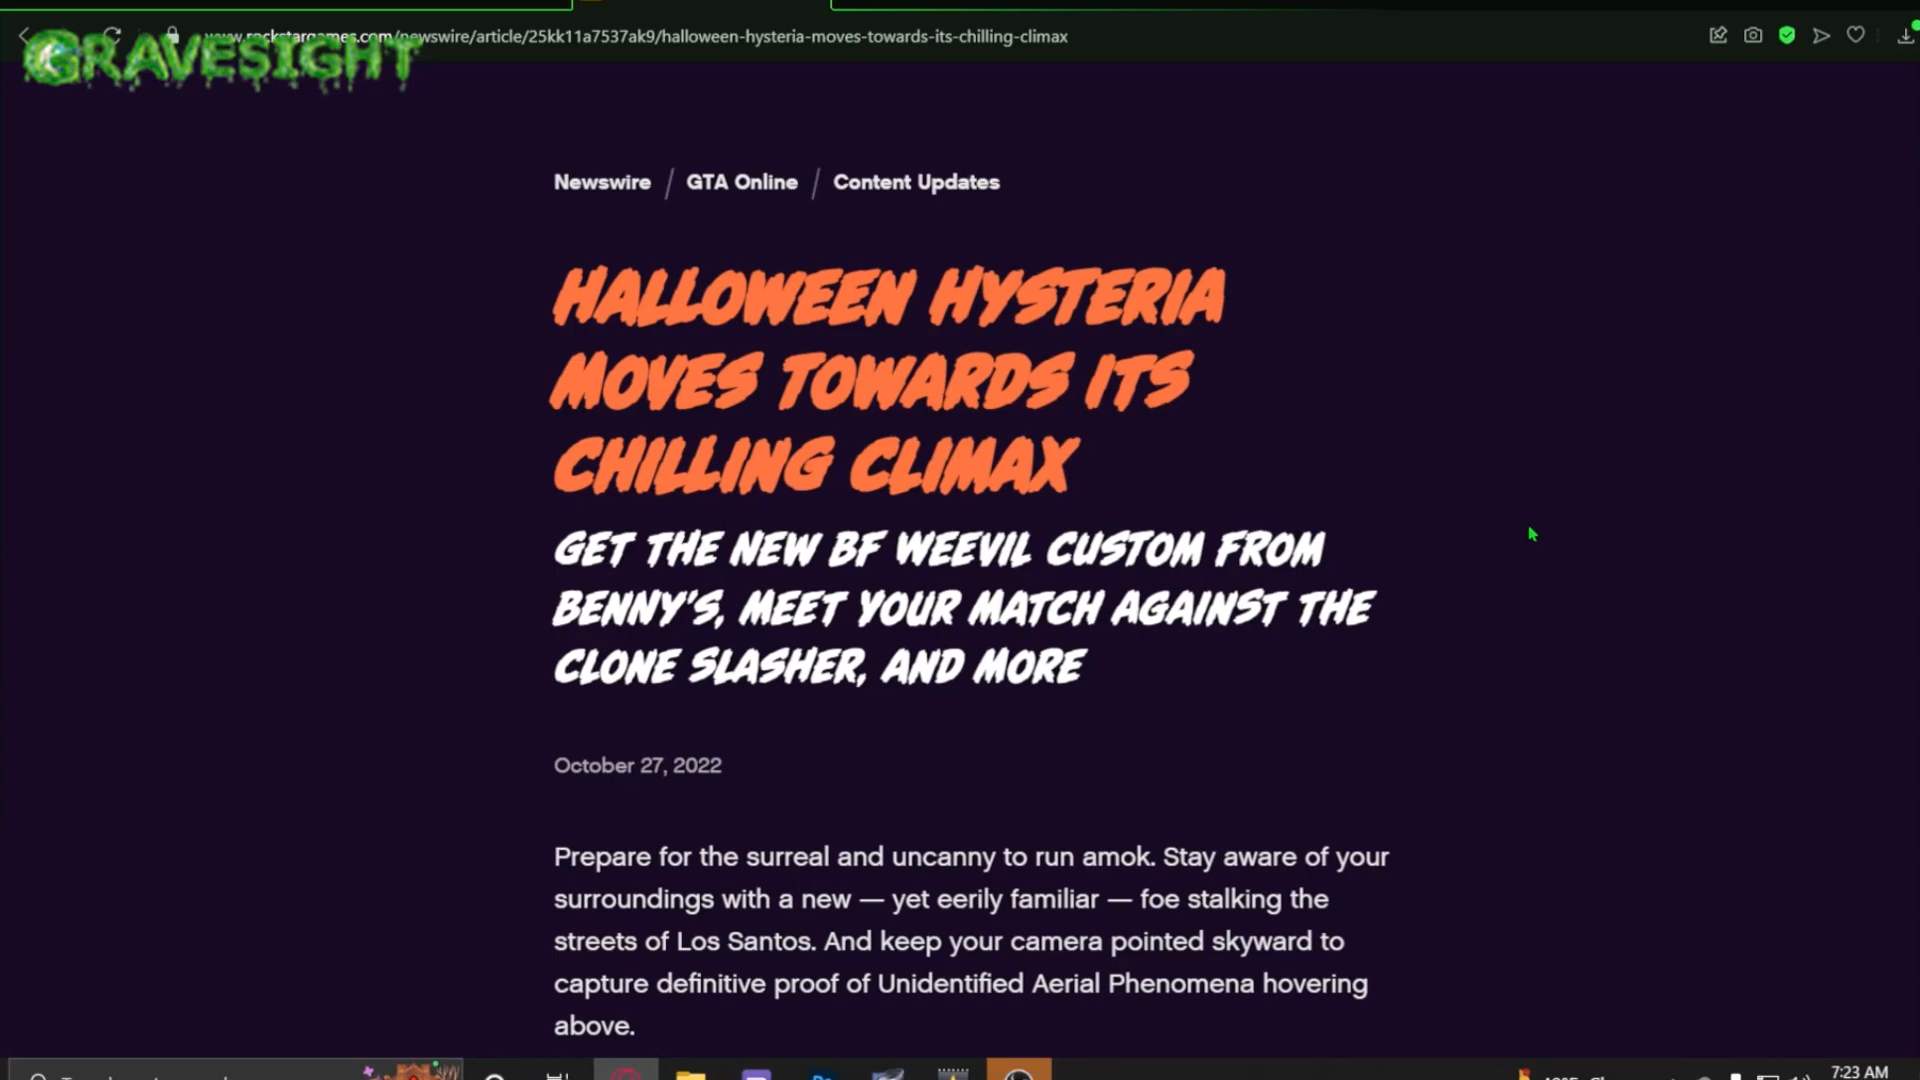 www.rockstargames.com/newswire/article/25kk11a7537ak9/halloween-hysteria-moves-towards-its-chilling-climax
GRAVESIGHT
Newswire / GTA Online / Content Updates
HALLOWEEN HYSTERIA
MOVES TOWARDS ITS
CHILLING CLIMAX
GET THE NEW BF WEEVIL CUSTOM FROM
BENNY'S, MEET YOUR MATCH AGAINST THE
CLONE SLASHER, AND MORE
October 27, 2022
Prepare for the surreal and uncanny to run amok. Stay aware of your
surroundings with a new — yet eerily familiar — foe stalking the
streets of Los Santos. And keep your camera pointed skyward to
capture definitive proof of Unidentified Aerial Phenomena hovering
above.
7:23 AM